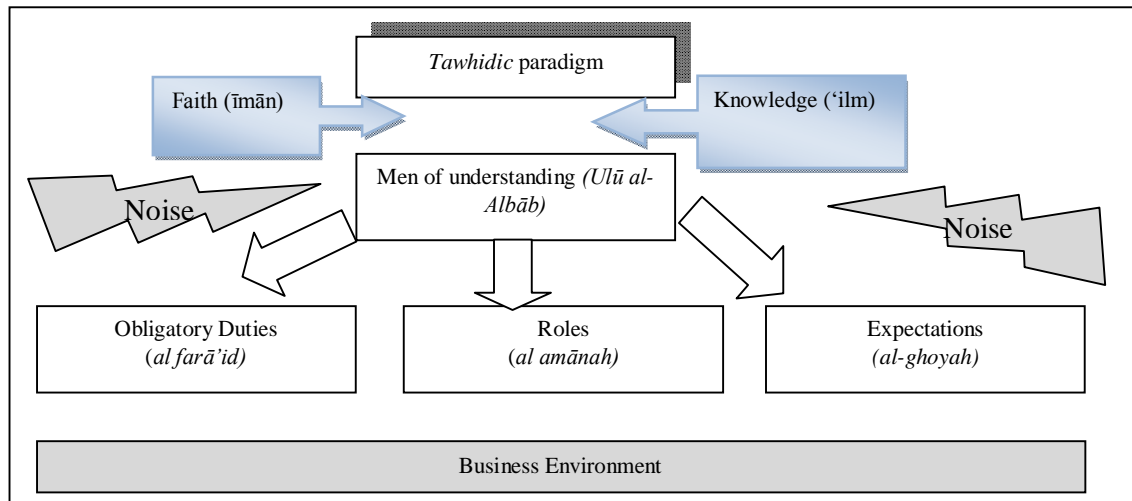 Tawhidic paradigm
Faith (īmān)
Knowledge (‘ilm)
Men of understanding (Ulū al-
Albāb)
Noise
Noise
Obligatory Duties
(al farā’id)
Roles
(al amānah)
Expectations
(al-ghoyah)
Business Environment